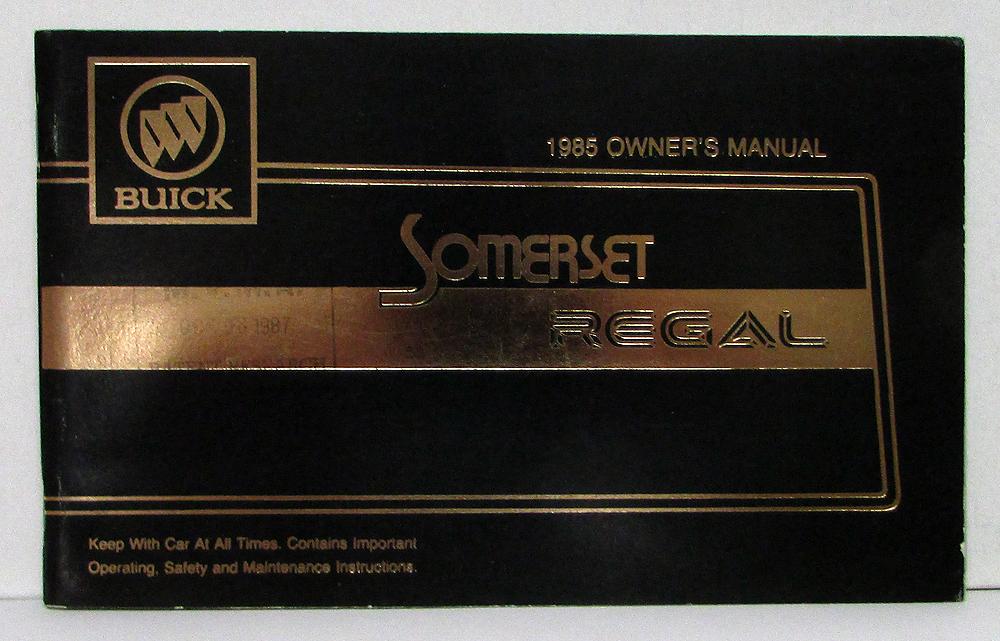 BUICK
1985 OWNER'S MANUAL
SOMERSET
REGAL
1987
Keep With Car At All Times. Contains Important
Operating, Safety and Maintenance Instructions.